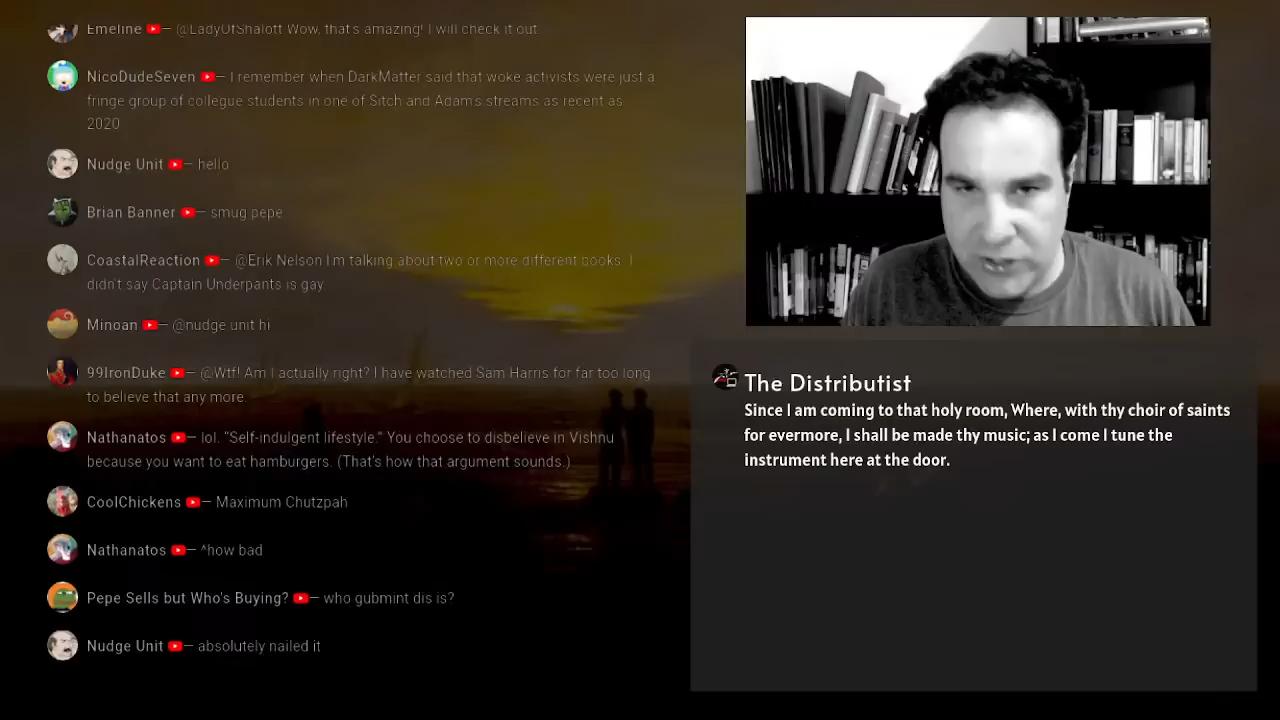 Emeline — @LadyOfShalott Wow, that's amazing! I will check it out
NicoDudeSeven — I remember when DarkMatter said that woke activists were just a
fringe group of collegue students in one of Sitch and Adam's streams as recent as
2020
Nudge Unit — hello
Brian Banner — smug pepe
CoastalReaction — @Erik Nelson I'm talking about two or more different books. I
didn't say Captain Underpants is gay.
Minoan — @nudge unit hi
99IronDuke — @Wtf! Am I actually right? I have watched Sam Harris for far too long
to believe that any more.
Nathanatos — lol. "Self-indulgent lifestyle." You choose to disbelieve in Vishnu
because you want to eat hamburgers. (That's how that argument sounds.)
CoolChickens — Maximum Chutzpah
Nathanatos — ^how bad
Pepe Sells but Who's Buying? — who gubmint dis is?
Nudge Unit — absolutely nailed it
The Distributist
Since I am coming to that holy room, Where, with thy choir of saints
for evermore, I shall be made thy music; as I come I tune the
instrument here at the door.